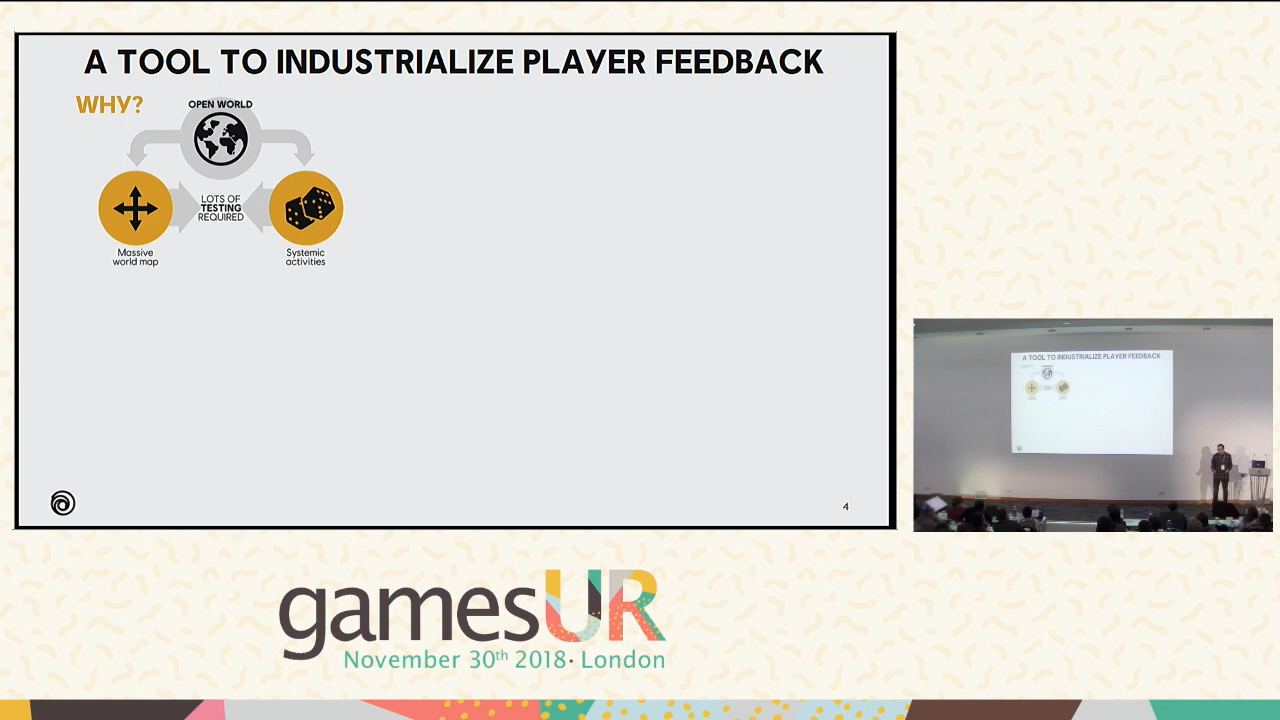 A TOOL TO INDUSTRIALIZE PLAYER FEEDBACK
WHY?
OPEN WORLD
LOTS OF
TESTING
REQUIRED
Massive
world map
Systemic
activities
4
A TOOL TO INDUSTRIALIZE PLAYER FEEDBACK
gamesUR
November 30th 2018· London